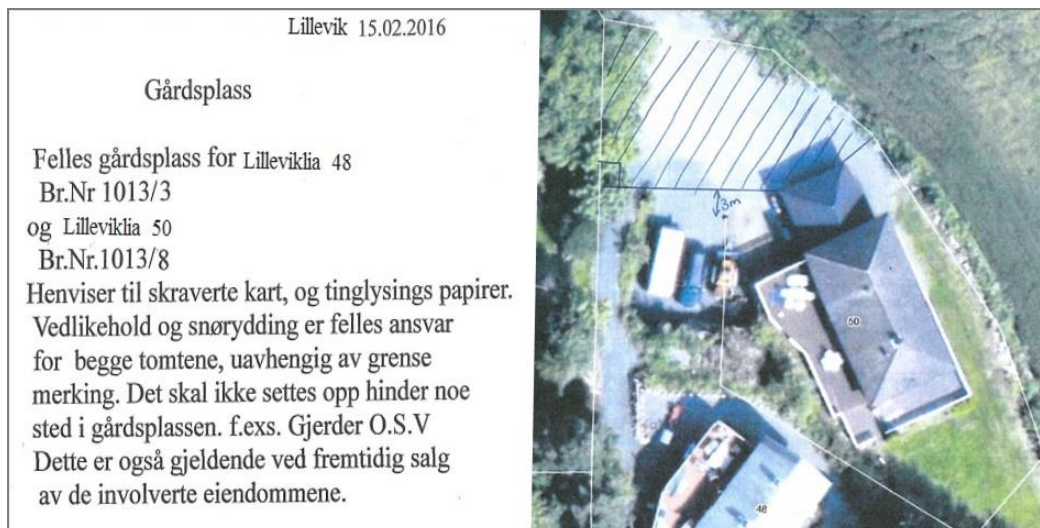 Lillevik 15.02.2016
Gårdsplass
Felles gårdsplass for Lilleviklia 48
Br.Nr 1013/3
og Lilleviklia 50
Br.Nr.1013/8
Henviser til skraverte kart, og tinglysings papirer.
Vedlikehold og snørydding er felles ansvar
for begge tomtene, uavhengig av grense
merking. Det skal ikke settes opp hinder noe
sted i gårdsplassen. f.exs. Gjerder O.S.V
Dette er også gjeldende ved fremtidig salg
av de involverte eiendommene.
3m
50
48